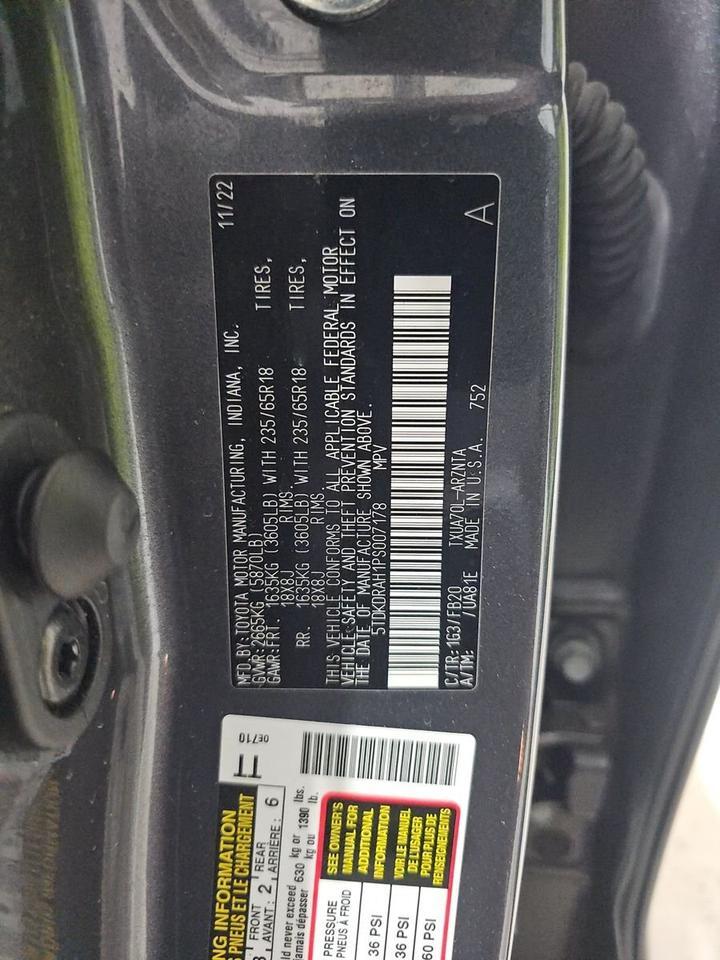 MFD.BY:TOYOTA MOTOR MANUFACTURING, INDIANA, INC. 11/22
GVWR:2665KG (5870LB)
GAWR:FRT. 1635KG (3605LB) WITH 235/65R18 TIRES,
18X8J RIMS.
RR. 1635KG (3605LB) WITH 235/65R18 TIRES,
18X8J RIMS
THIS VEHICLE CONFORMS TO ALL APPLICABLE FEDERAL MOTOR
VEHICLE SAFETY AND THEFT PREVENTION STANDARDS IN EFFECT ON
THE DATE OF MANUFACTURE SHOWN ABOVE.
5TDKDRAH1PS007178 MPV
C/TR:1G3/FB20 TXUA70L-ARZNTA
A/TM: /UA81E MADE IN U.S.A. 752 A
0E710
INFORMATION
PNEUS ET LE CHARGEMENT
FRONT 2 REAR 6
AVANT: ARRIÈRE:
never exceed 630 kg or 1390 lbs.
jamais dépasser kg ou lb.
PRESSURE
PNEUS À FROID
36 PSI
36 PSI
60 PSI
SEE OWNER'S
MANUAL FOR
ADDITIONAL
INFORMATION
VOIR LE MANUEL
DE L'USAGER
POUR PLUS DE
RENSEIGNEMENTS